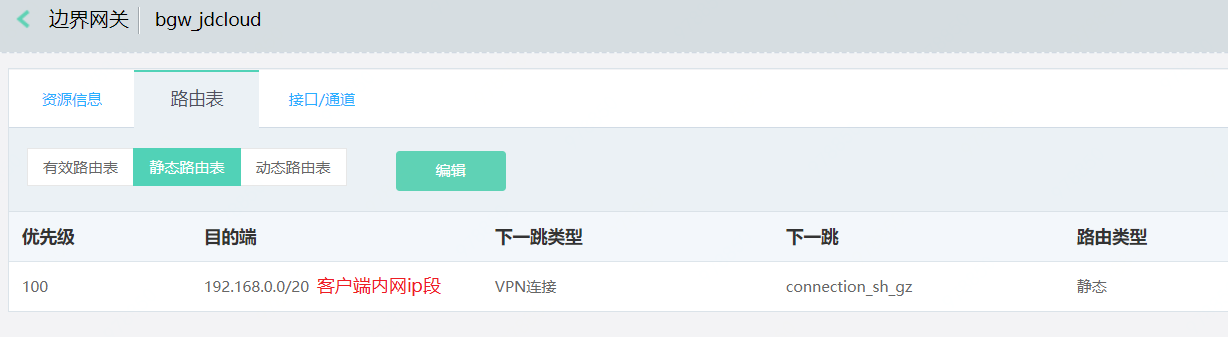 边界网关 bgw_jdcloud
资源信息 路由表 接口/通道
有效路由表 静态路由表 动态路由表 编辑
优先级 目的端 下一跳类型 下一跳 路由类型
100 192.168.0.0/20 客户端内网ip段 VPN连接 connection_sh_gz 静态